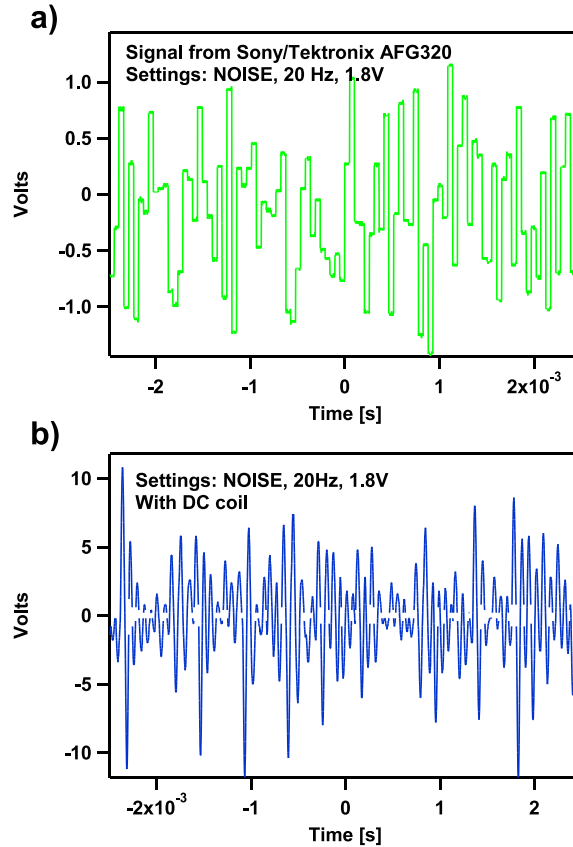 a)
Signal from Sony/Tektronix AFG320
Settings: NOISE, 20 Hz, 1.8V
1.0
0.5
0
-0.5
-1.0
Volts
-2
-1
0
1
2x10⁻³
Time [s]
b)
Settings: NOISE, 20Hz, 1.8V
With DC coil
10
5
0
-5
-10
Volts
-2x10⁻³
-1
0
1
2
Time [s]